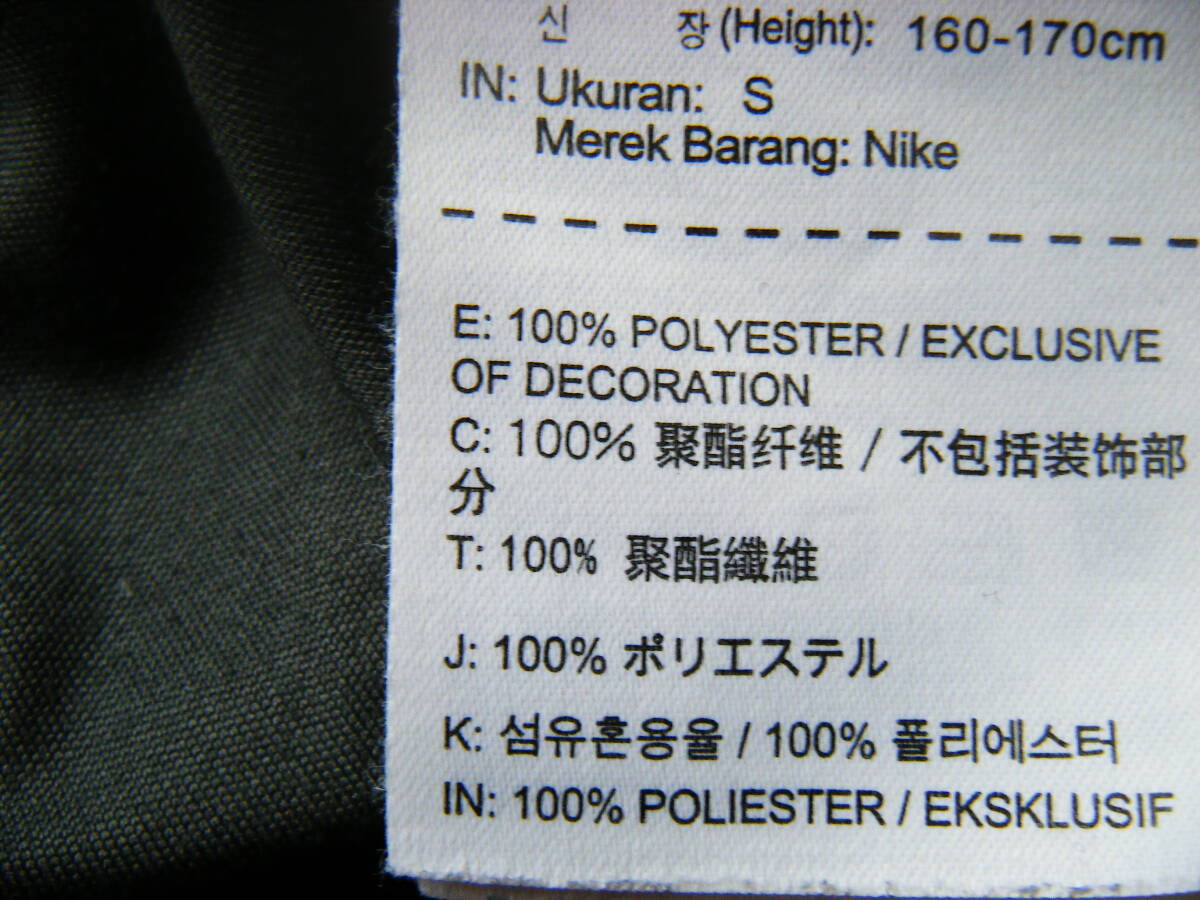 신 장 (Height): 160-170cm
IN: Ukuran: S
Merek Barang: Nike
E: 100% POLYESTER / EXCLUSIVE
OF DECORATION
C: 100% 聚酯纤维 / 不包括装饰部
分
T: 100% 聚酯纖維
J: 100% ポリエステル
K: 섬유혼용율 / 100% 폴리에스터
IN: 100% POLIESTER / EKSKLUSIF